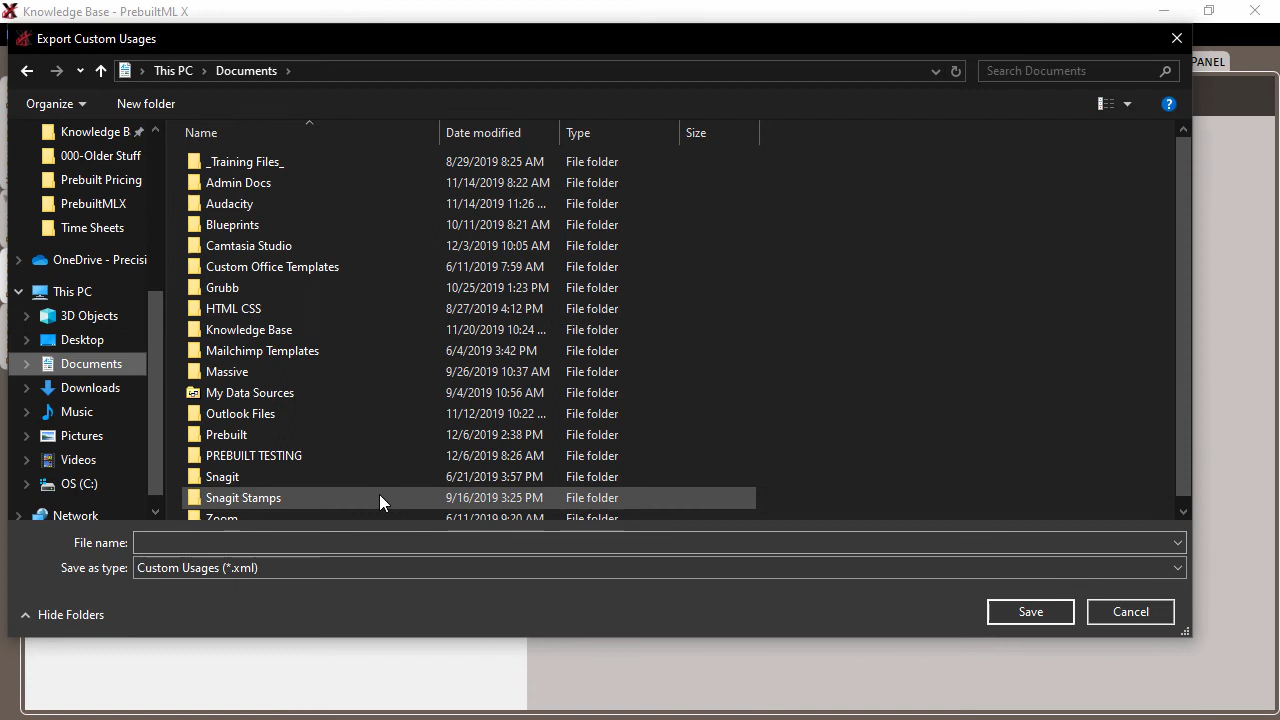 Knowledge Base - PrebuiltML X
Export Custom Usages
PANEL
This PC > Documents >
Search Documents
Organize
New folder
?
Name Date modified Type Size
Knowledge B
000-Older Stuff
Prebuilt Pricing
PrebuiltMLX
Time Sheets
OneDrive - Precisi
This PC
3D Objects
Desktop
Documents
Downloads
Music
Pictures
Videos
OS (C:)
Network
_Training Files_ 8/29/2019 8:25 AM File folder
Admin Docs 11/14/2019 8:22 AM File folder
Audacity 11/14/2019 11:26 ... File folder
Blueprints 10/11/2019 8:21 AM File folder
Camtasia Studio 12/3/2019 10:05 AM File folder
Custom Office Templates 6/11/2019 7:59 AM File folder
Grubb 10/25/2019 1:23 PM File folder
HTML CSS 8/27/2019 4:12 PM File folder
Knowledge Base 11/20/2019 10:24 ... File folder
Mailchimp Templates 6/4/2019 3:42 PM File folder
Massive 9/26/2019 10:37 AM File folder
My Data Sources 9/4/2019 10:56 AM File folder
Outlook Files 11/12/2019 10:22 ... File folder
Prebuilt 12/6/2019 2:38 PM File folder
PREBUILT TESTING 12/6/2019 8:26 AM File folder
Snagit 6/21/2019 3:57 PM File folder
Snagit Stamps 9/16/2019 3:25 PM File folder
Zoom 6/11/2019 9:20 AM File folder
File name:
Save as type: Custom Usages (*.xml)
Hide Folders
Save
Cancel